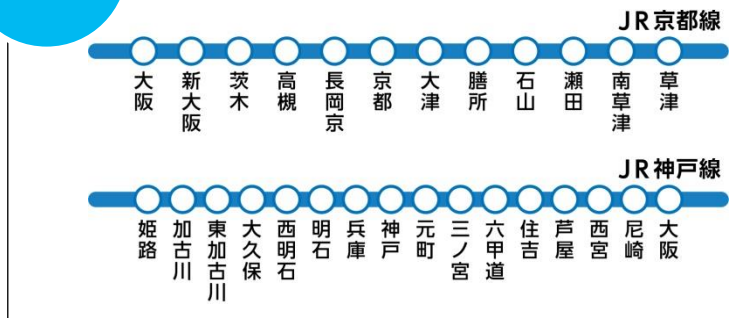 JR京都線
大阪
新大阪
茨木
高槻
長岡京
京都
大津
膳所
石山
瀬田
南草津
草津
JR神戸線
姫路
加古川
東加古川
大久保
西明石
明石
兵庫
神戸
元町
三ノ宮
六甲道
住吉
芦屋
西宮
尼崎
大阪